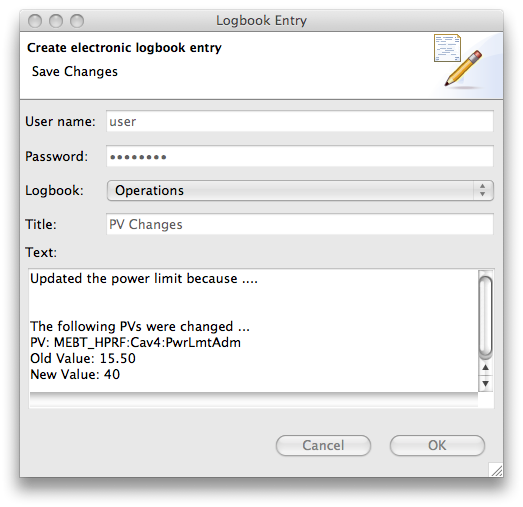 Logbook Entry
Create electronic logbook entry
Save Changes
User name: user
Password: ••••••••
Logbook: Operations
Title: PV Changes
Text:
Updated the power limit because ....
The following PVs were changed ...
PV: MEBT_HPRF:Cav4:PwrLmtAdm
Old Value: 15.50
New Value: 40
Cancel OK